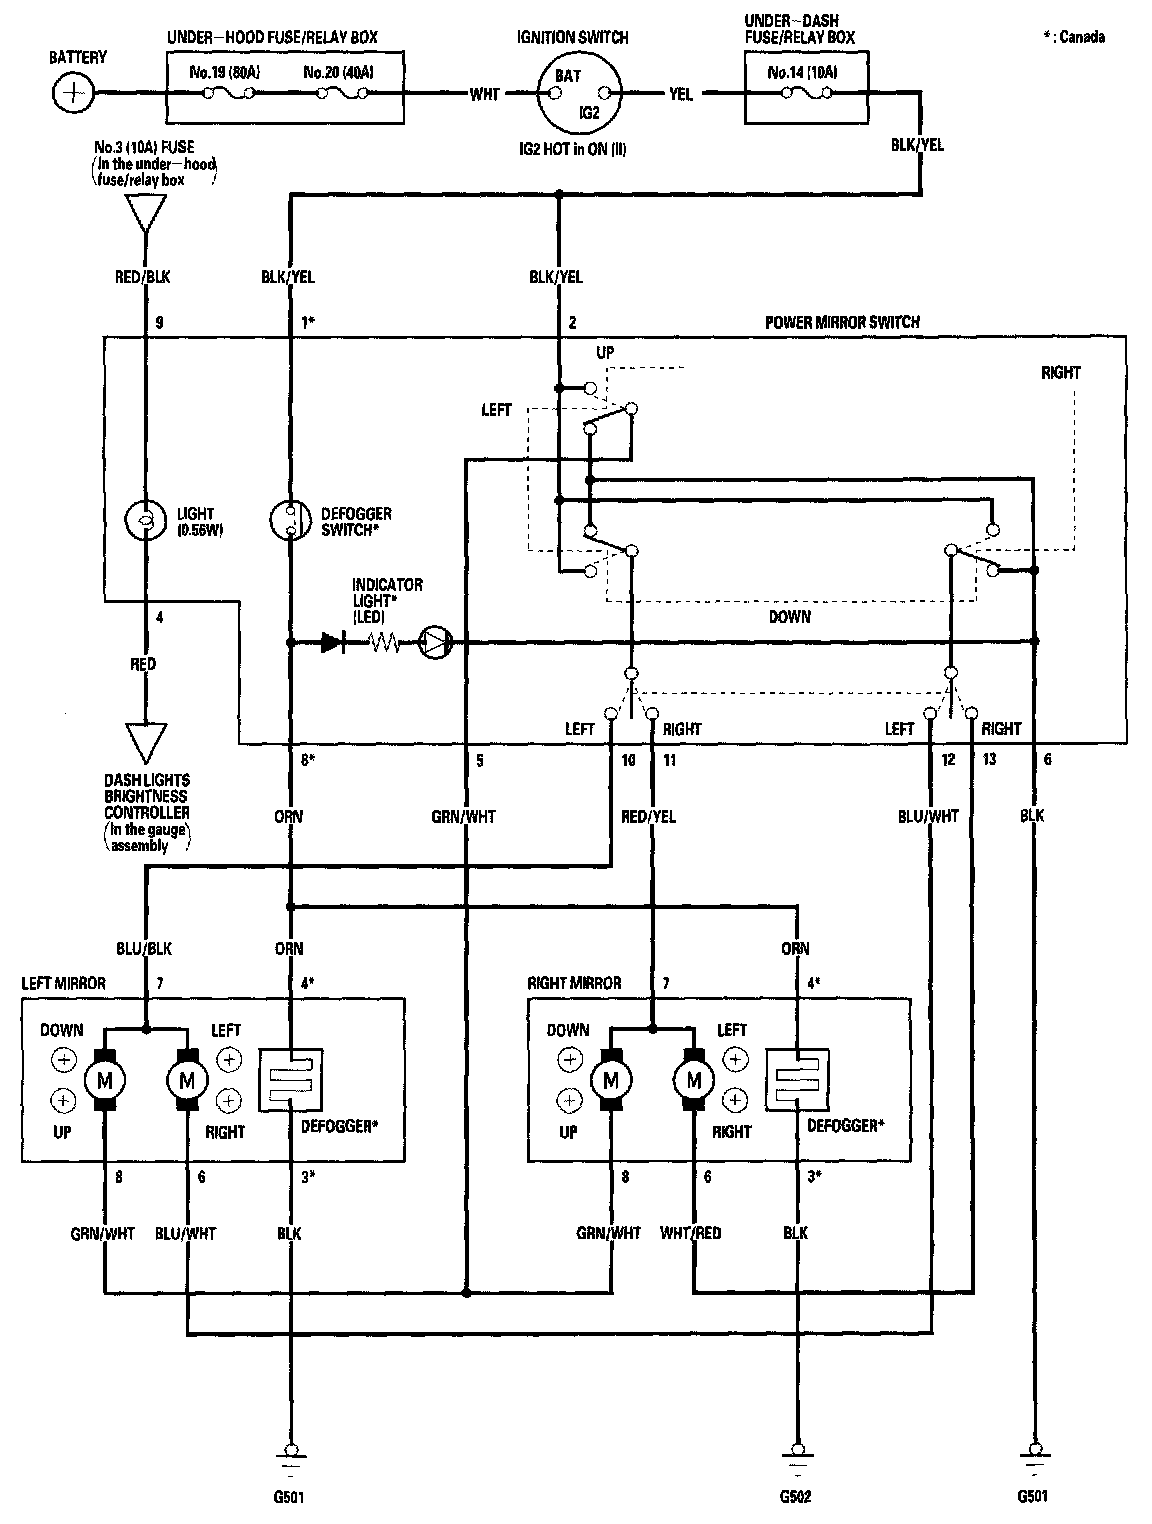 UNDER-DASH
UNDER-HOOD FUSE/RELAY BOX
IGNITION SWITCH
FUSE/RELAY BOX
*: Canada
BATTERY
No.19 (80A)
No.20 (40A)
BAT
No.14 (10A)
WHT
YEL
IG2
No.3 (10A) FUSE
IG2 HOT in ON (II)
BLK/YEL
(In the under-hood
fuse/relay box)
RED/BLK
BLK/YEL
BLK/YEL
9
1*
2
POWER MIRROR SWITCH
UP
RIGHT
LEFT
LIGHT
(0.56W)
DEFOGGER
SWITCH*
INDICATOR
LIGHT*
(LED)
4
DOWN
RED
LEFT
RIGHT
LEFT
RIGHT
8*
5
10
11
12
13
6
DASH LIGHTS
BRIGHTNESS
CONTROLLER
(In the gauge
assembly)
ORN
GRN/WHT
RED/YEL
BLU/WHT
BLK
BLU/BLK
ORN
ORN
LEFT MIRROR
7
4*
RIGHT MIRROR
7
4*
DOWN
LEFT
DOWN
LEFT
M
M
M
M
UP
RIGHT
DEFOGGER*
UP
RIGHT
DEFOGGER*
8
6
3*
8
6
3*
GRN/WHT
BLU/WHT
BLK
GRN/WHT
WHT/RED
BLK
G501
G502
G501